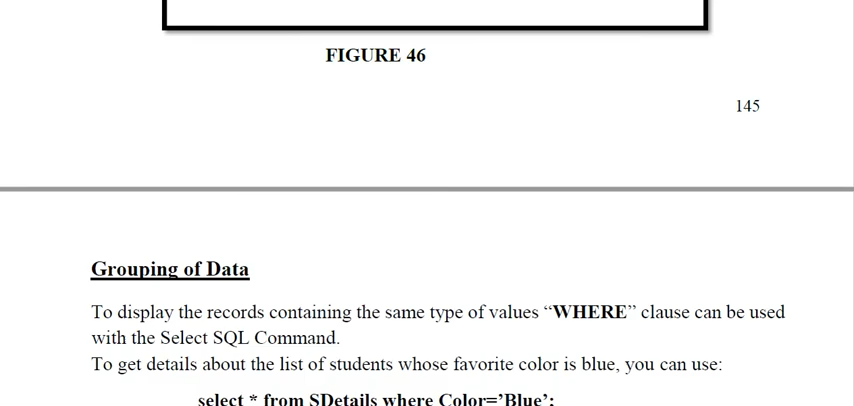 FIGURE 46
145
Grouping of Data
To display the records containing the same type of values “WHERE” clause can be used
with the Select SQL Command.
To get details about the list of students whose favorite color is blue, you can use:
select * from SDetails where Color=’Blue’;